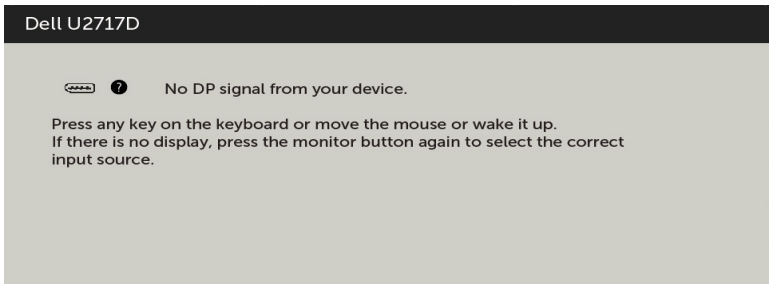 Dell U2717D
No DP signal from your device.
Press any key on the keyboard or move the mouse or wake it up.
If there is no display, press the monitor button again to select the correct
input source.